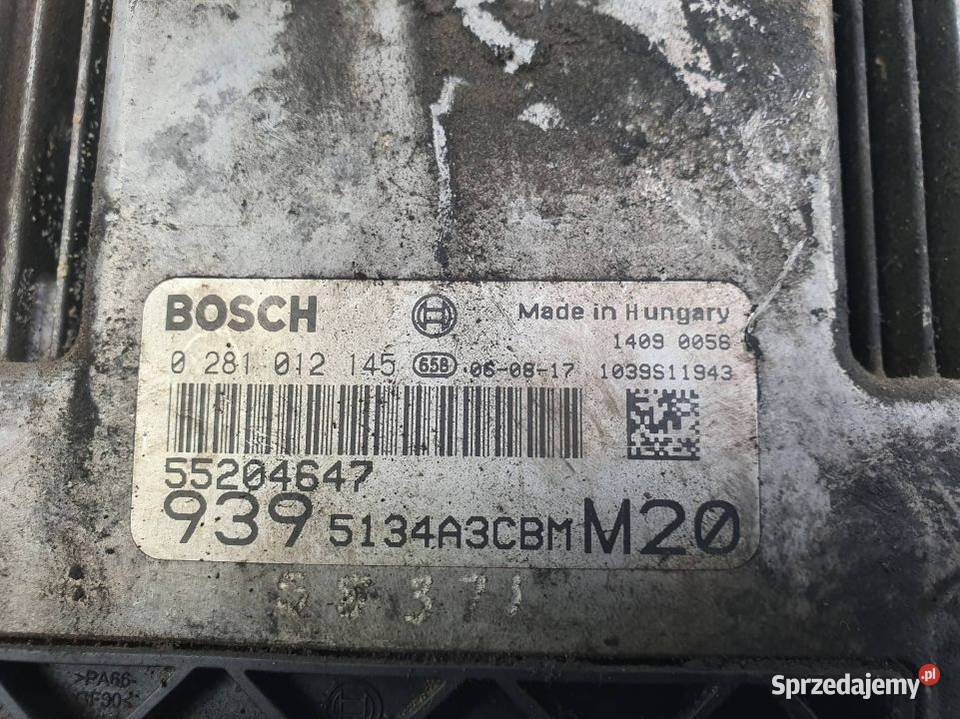 BOSCH
Made in Hungary
1409 0056
0 281 012 145 658 06-08-17 1039S11943
55204647
939 5134A3CBM M20
>PA66-
Sprzedajemy.pl